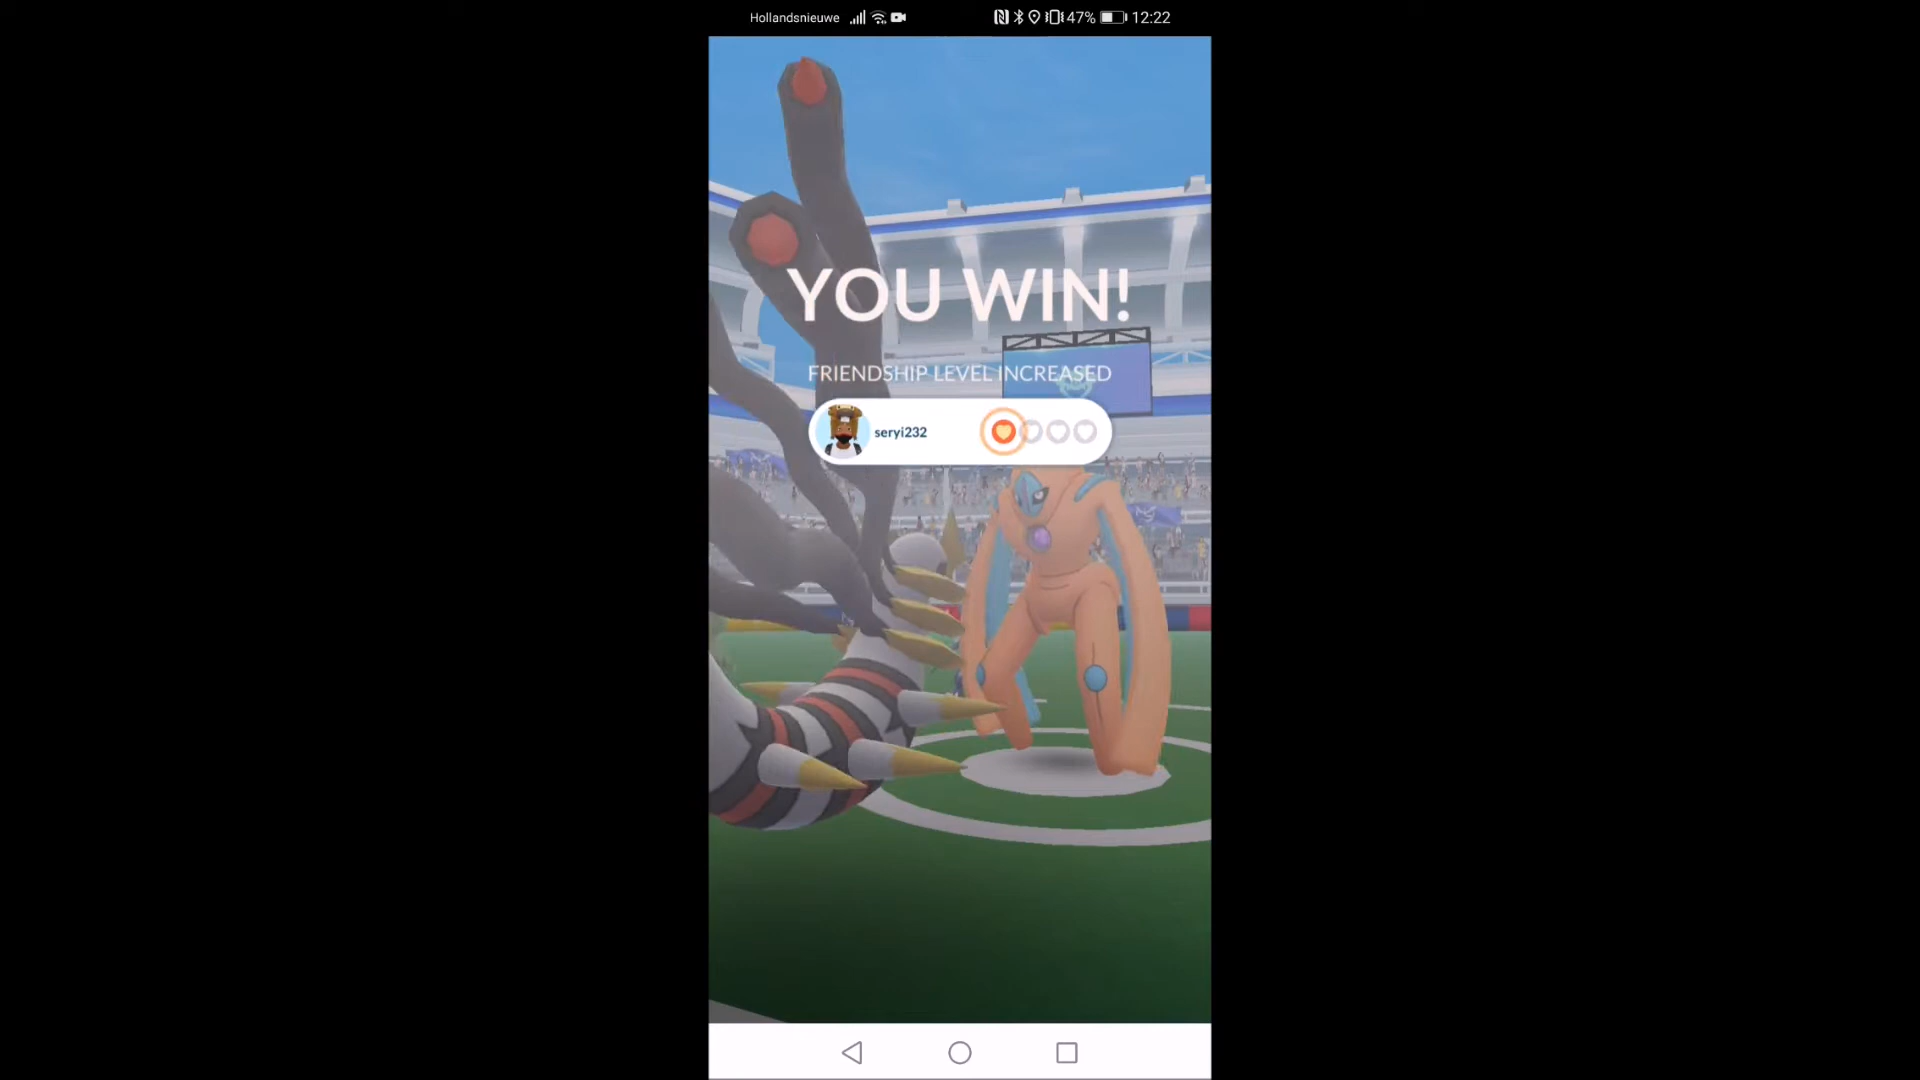 Hollandsnieuwe 47% 12:22
YOU WIN!
FRIENDSHIP LEVEL INCREASED
seryi232